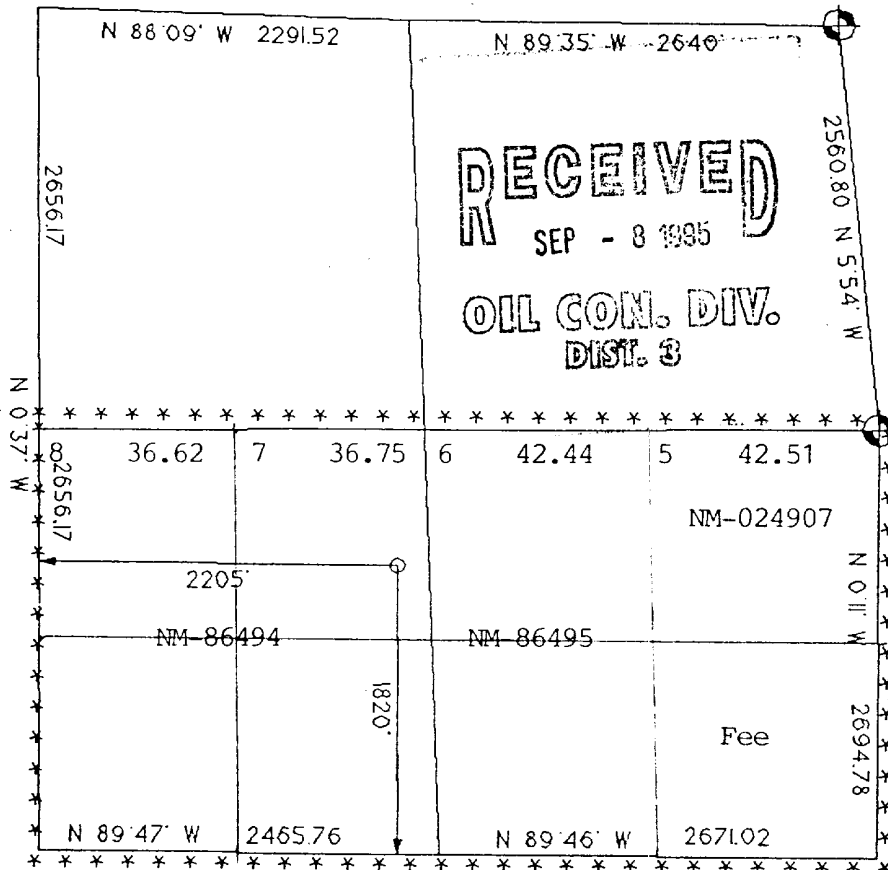 N 88°09' W 2291.52
N 89°35' W 2640'
2656.17
2560.80 N 5°54' W
RECEIVED
SEP - 8 1995
OIL CON. DIV.
DIST. 3
N 0°37' W
8 36.62 7 36.75 6 42.44 5 42.51
2656.17
NM-024907
2205'
N 0°11' W
NM-86494 NM-86495
1820'
Fee
2694.78
N 89°47' W 2465.76 N 89°46' W 2671.02